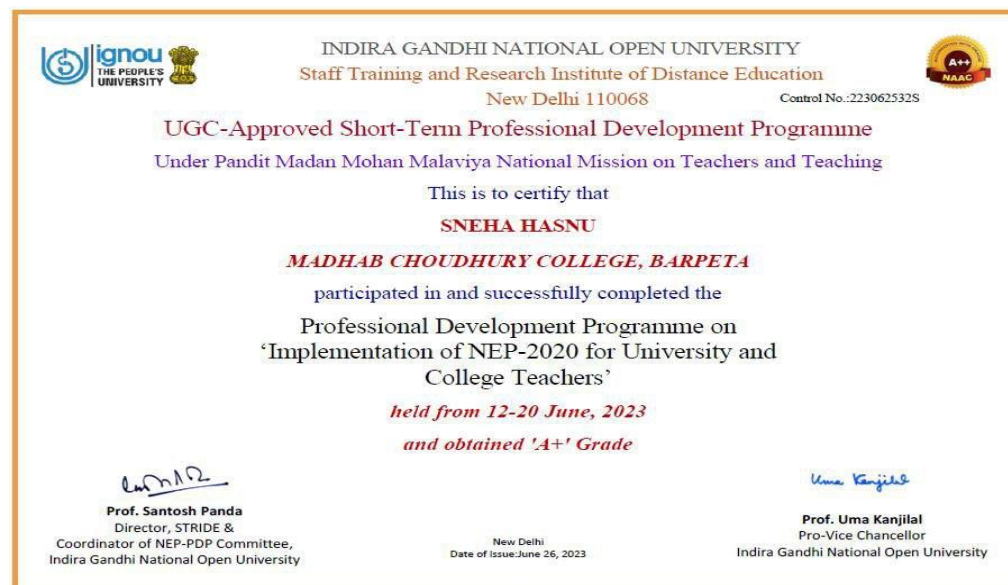 ignou
THE PEOPLE'S
UNIVERSITY
INDIRA GANDHI NATIONAL OPEN UNIVERSITY
Staff Training and Research Institute of Distance Education
New Delhi 110068
Control No.:223062532S
A++
NAAC
UGC-Approved Short-Term Professional Development Programme
Under Pandit Madan Mohan Malaviya National Mission on Teachers and Teaching
This is to certify that
SNEHA HASNU
MADHAB CHOUDHURY COLLEGE, BARPETA
participated in and successfully completed the
Professional Development Programme on
‘Implementation of NEP-2020 for University and
College Teachers’
held from 12-20 June, 2023
and obtained 'A+' Grade
Prof. Santosh Panda
Director, STRIDE &
Coordinator of NEP-PDP Committee,
Indira Gandhi National Open University
New Delhi
Date of Issue:June 26, 2023
Uma Kanjilal
Prof. Uma Kanjilal
Pro-Vice Chancellor
Indira Gandhi National Open University